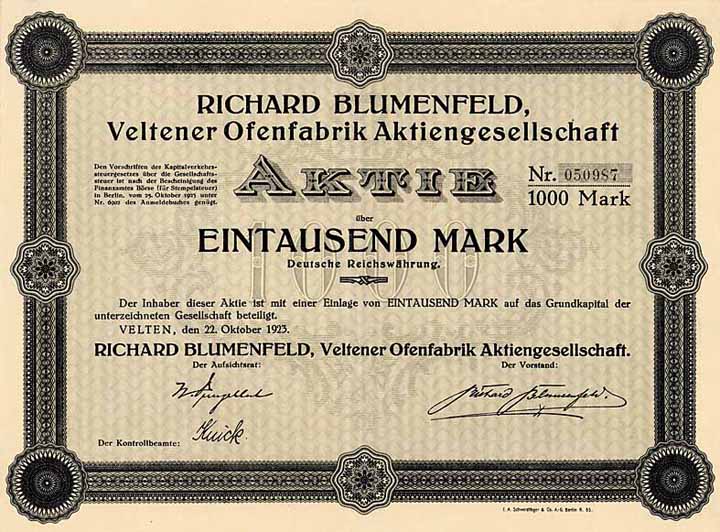 RICHARD BLUMENFELD,
Veltener Ofenfabrik Aktiengesellschaft
Den Vorschriften des Kapitalverkehrs-
steuergesetzes über die Gesellschafts-
steuer ist nach der Bescheinigung des
Finanzamtes Börse (für Stempelsteuer)
in Berlin, vom 25. Oktober 1923 unter
Nr. 6902 des Anmeldebuches genügt.
AKTIE
Nr. 050987
1000 Mark
über
EINTAUSEND MARK
Deutsche Reichswährung.
1000
Der Inhaber dieser Aktie ist mit einer Einlage von EINTAUSEND MARK auf das Grundkapital der
unterzeichneten Gesellschaft beteiligt.
VELTEN, den 22. Oktober 1923.
RICHARD BLUMENFELD, Veltener Ofenfabrik Aktiengesellschaft.
Der Aufsichtsrat:
Der Vorstand:
Richard Blumenfeld.
Der Kontrollbeamte: